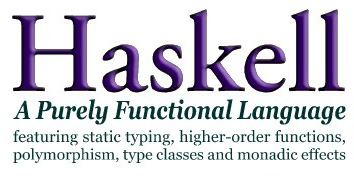 Haskell
A Purely Functional Language
featuring static typing, higher-order functions,
polymorphism, type classes and monadic effects